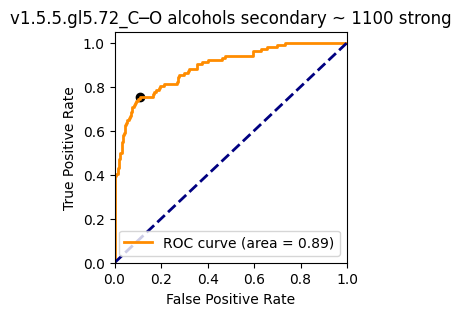 v1.5.5.gl5.72_C─O alcohols secondary ~ 1100 strong
1.0
0.8
0.6
0.4
0.2
0.0
True Positive Rate
ROC curve (area = 0.89)
0.0 0.2 0.4 0.6 0.8 1.0
False Positive Rate